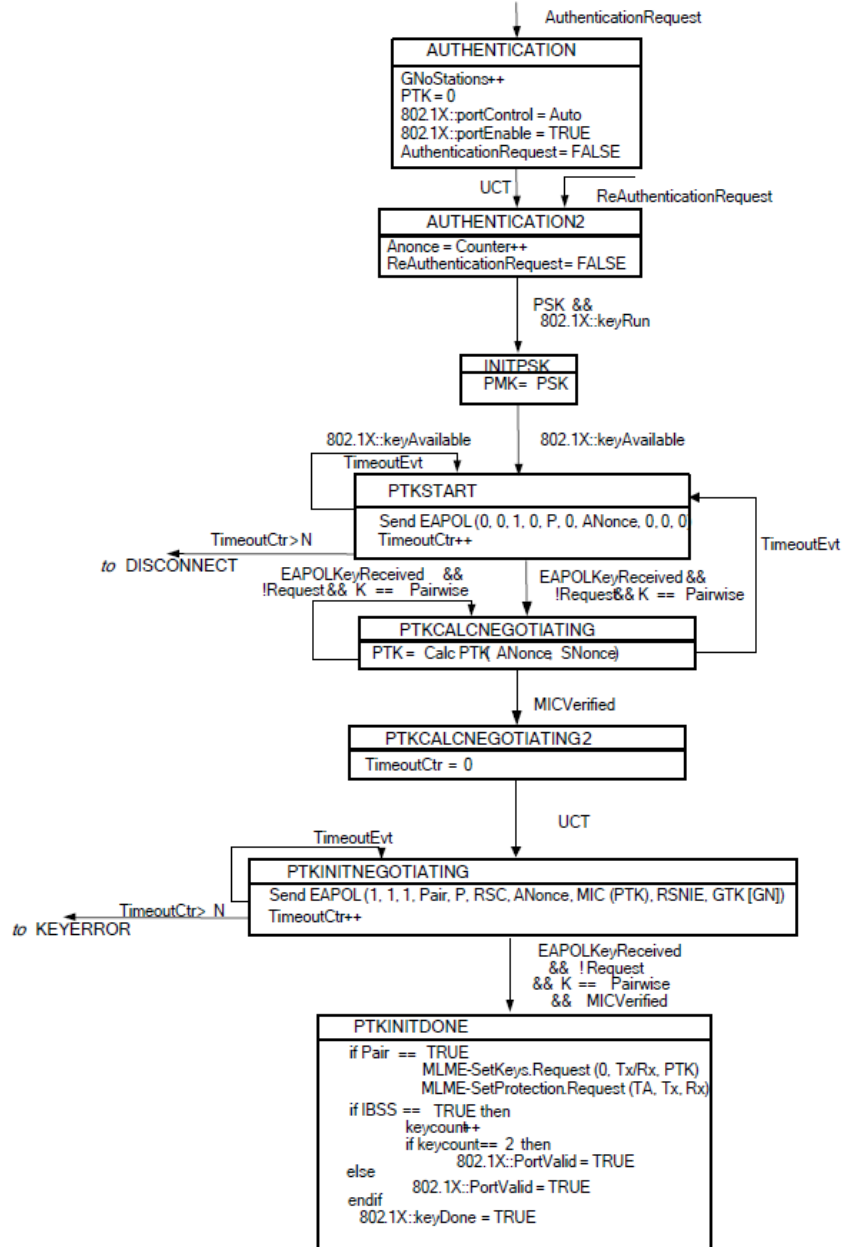 AuthenticationRequest
AUTHENTICATION
GNoStations++
PTK = 0
802.1X::portControl = Auto
802.1X::portEnable = TRUE
AuthenticationRequest = FALSE
UCT
ReAuthenticationRequest
AUTHENTICATION2
Anonce = Counter++
ReAuthenticationRequest = FALSE
PSK &&
802.1X::keyRun
INITPSK
PMK= PSK
802.1X::keyAvailable
802.1X::keyAvailable
TimeoutEvt
PTKSTART
Send EAPOL (0, 0, 1, 0, P, 0, ANonce, 0, 0, 0)
TimeoutCtr++
TimeoutCtr > N
to DISCONNECT
TimeoutEvt
EAPOLKeyReceived &&
!Request && K == Pairwise
EAPOLKeyReceived &&
!Request && K == Pairwise
PTKCALCNEGOTIATING
PTK = Calc PTK( ANonce, SNonce)
MICVerified
PTKCALCNEGOTIATING2
TimeoutCtr = 0
UCT
TimeoutEvt
PTKINITNEGOTIATING
Send EAPOL (1, 1, 1, Pair, P, RSC, ANonce, MIC (PTK), RSNIE, GTK [GN])
TimeoutCtr++
TimeoutCtr> N
to KEYERROR
EAPOLKeyReceived
&& !Request
&& K == Pairwise
&& MICVerified
PTKINITDONE
if Pair == TRUE
MLME-SetKeys.Request (0, Tx/Rx, PTK)
MLME-SetProtection.Request (TA, Tx, Rx)
if IBSS == TRUE then
keycount++
if keycount== 2 then
802.1X::PortValid = TRUE
else
802.1X::PortValid = TRUE
endif
802.1X::keyDone = TRUE